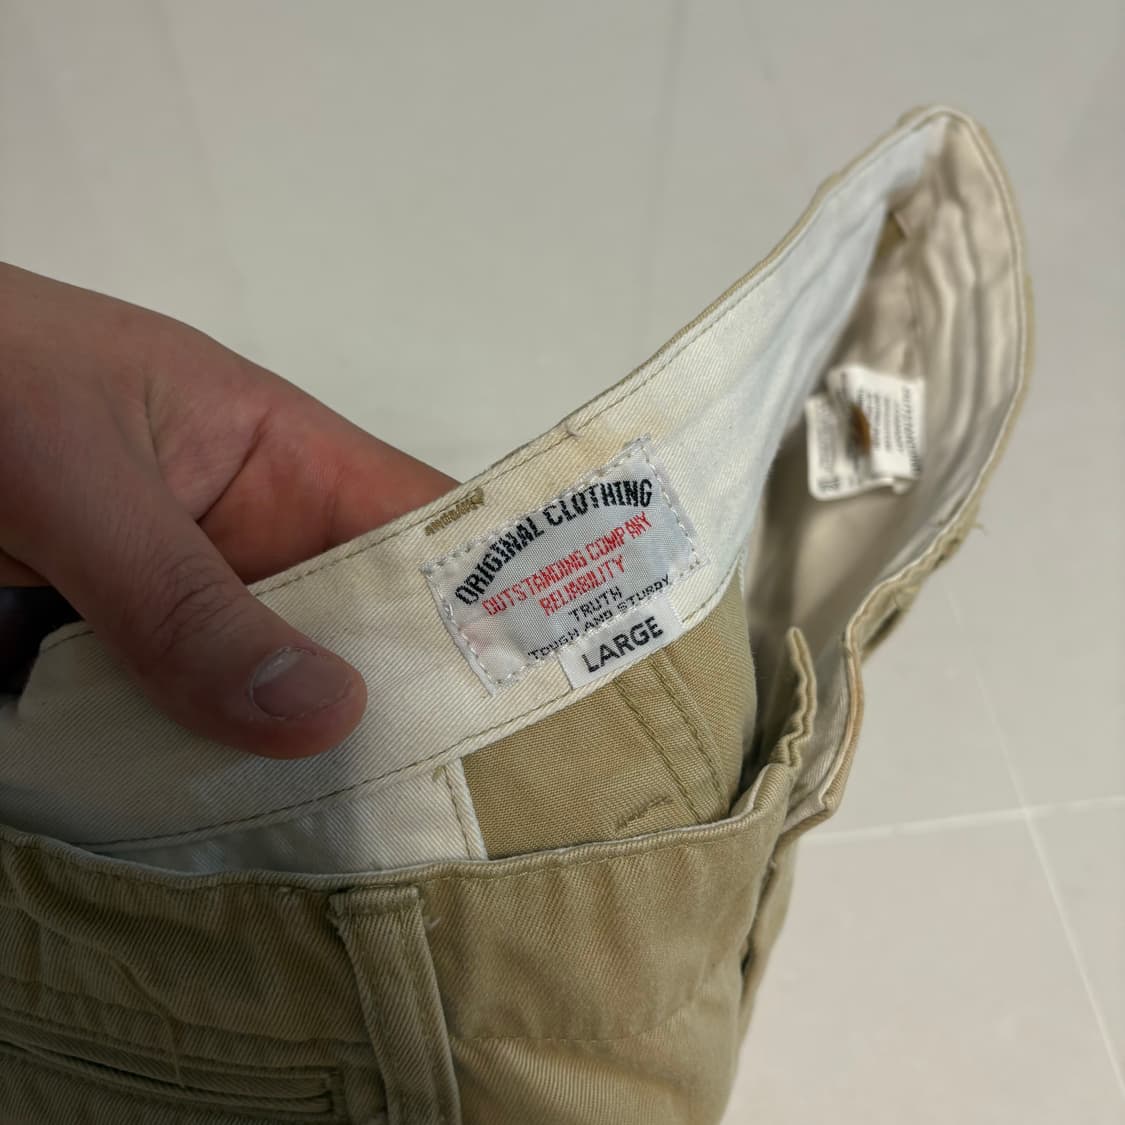 ORIGINAL CLOTHING
OUTSTANDING COMPANY
RELIABILITY
TRUTH
TOUGH AND STURDY
LARGE